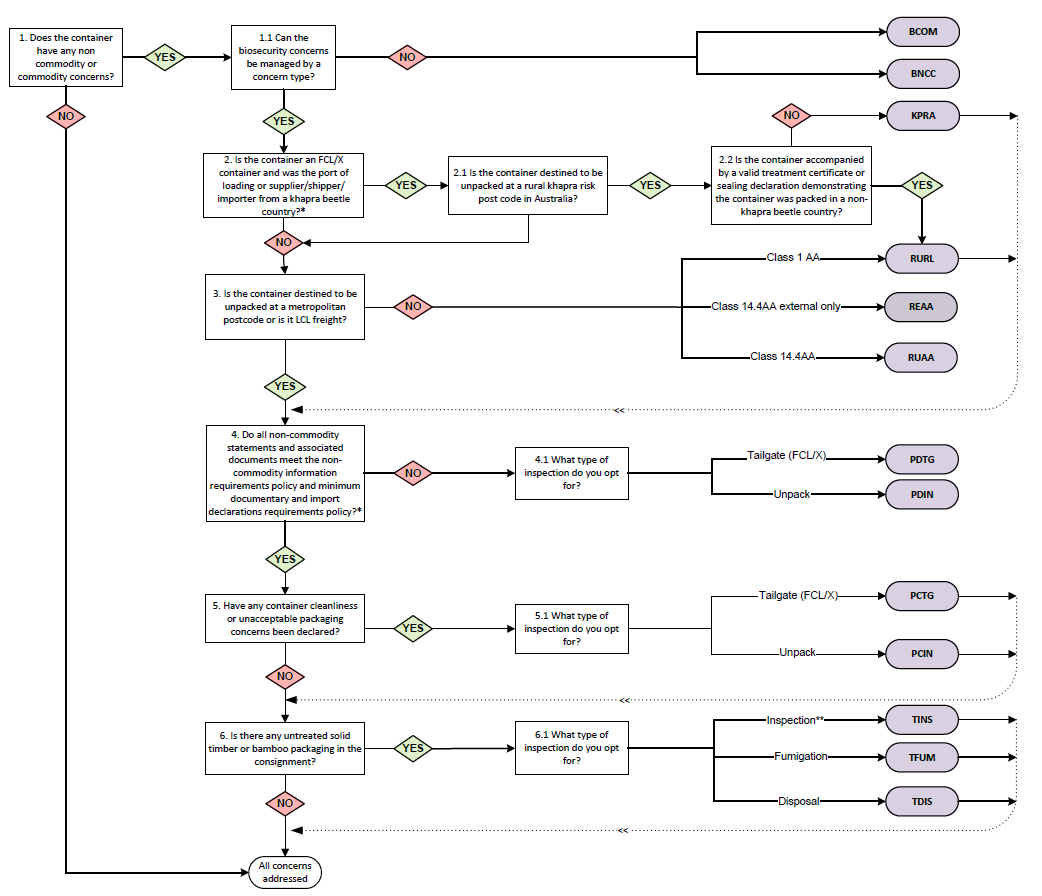 1. Does the container
have any non
commodity or
commodity concerns?
YES
1.1 Can the
biosecurity concerns
be managed by a
concern type?
NO
BCOM
BNCC
NO
YES
NO
KPRA
2. Is the container an FCL/X
container and was the port of
loading or supplier/shipper/
importer from a khapra beetle
country?*
YES
2.1 Is the container destined to be
unpacked at a rural khapra risk
post code in Australia?
YES
2.2 Is the container accompanied
by a valid treatment certificate or
sealing declaration demonstrating
the container was packed in a non-
khapra beetle country?
YES
NO
3. Is the container destined to be
unpacked at a metropolitan
postcode or is it LCL freight?
NO
Class 1 AA
RURL
Class 14.4AA external only
REAA
Class 14.4AA
RUAA
YES
<<
4. Do all non-commodity
statements and associated
documents meet the non-
commodity information
requirements policy and minimum
documentary and import
declarations requirements policy?*
NO
4.1 What type of
inspection do you opt
for?
Tailgate (FCL/X)
PDTG
Unpack
PDIN
YES
5. Have any container cleanliness
or unacceptable packaging
concerns been declared?
YES
5.1 What type of
inspection do you opt
for?
Tailgate (FCL/X)
PCTG
Unpack
PCIN
NO
<<
6. Is there any untreated solid
timber or bamboo packaging in the
consignment?
YES
6.1 What type of
inspection do you opt
for?
Inspection**
TINS
Fumigation
TFUM
Disposal
TDIS
NO
<<
All concerns
addressed